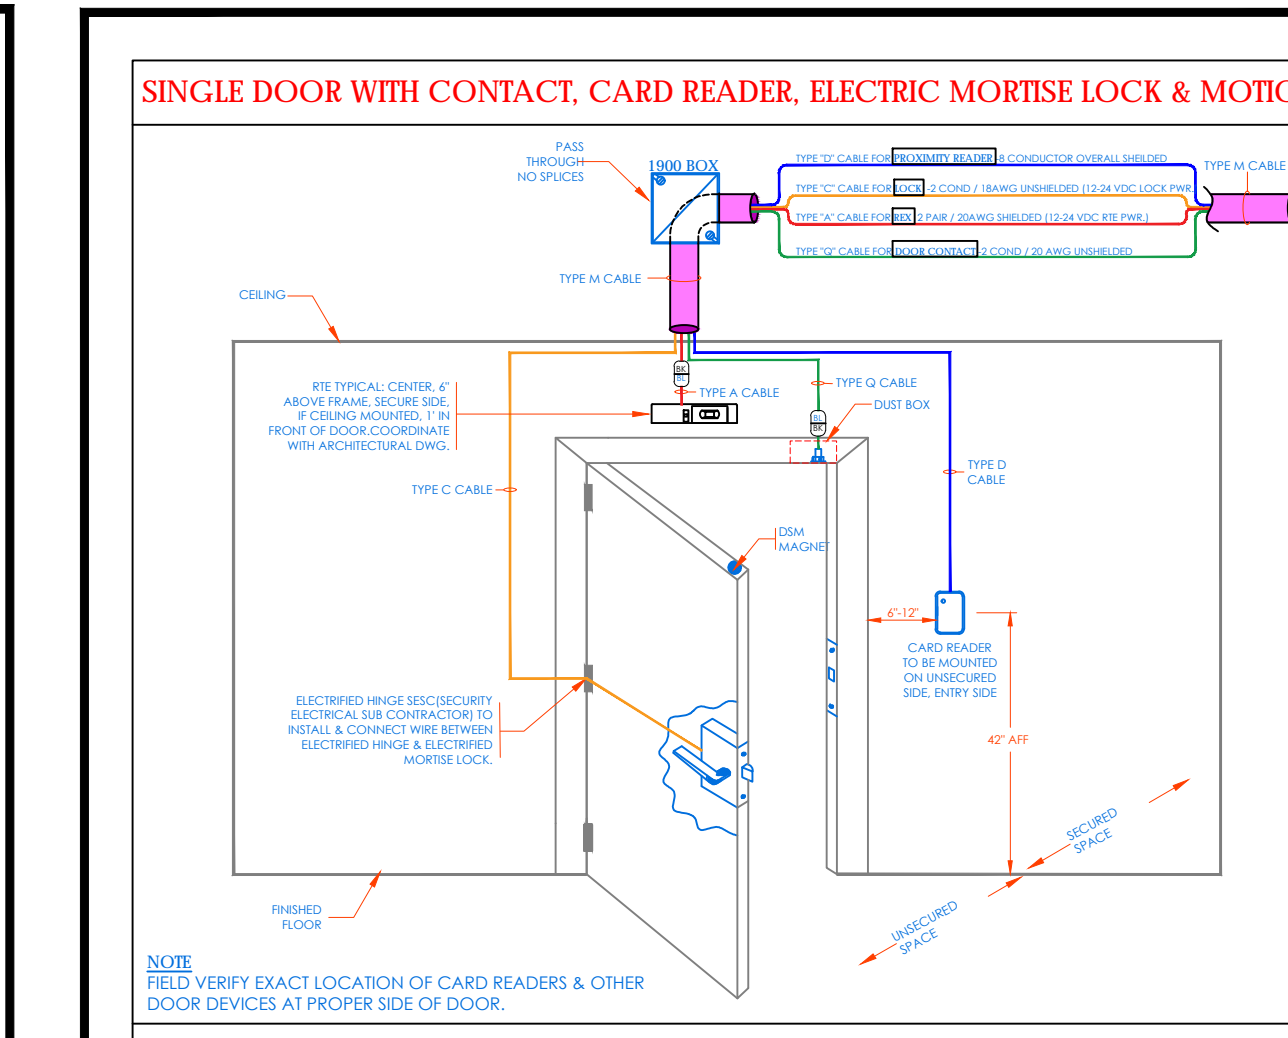 SINGLE DOOR WITH CONTACT, CARD READER, ELECTRIC MORTISE LOCK &
PASS
THROUGH
NO SPLICES
1900 BOX
TYPE "D" CABLE FOR PROXIMITY READER-8 CONDUCTOR OVERALL SHEILDED
TYPE "C" CABLE FOR LOCK -2 COND / 18AWG UNSHIELDED (12-24 VDC LOCK PWR.
TYPE "A" CABLE FOR REX 2 PAIR / 20AWG SHIELDED (12-24 VDC RTE PWR.)
TYPE "Q" CABLE FOR DOOR CONTACT-2 COND / 20 AWG UNSHIELDED
TYPE M CABLE
TYPE M CABLE
CEILING
RTE TYPICAL: CENTER, 6"
ABOVE FRAME, SECURE SIDE,
IF CEILING MOUNTED, 1' IN
FRONT OF DOOR.COORDINATE
WITH ARCHITECTURAL DWG.
BK
BL
TYPE A CABLE
TYPE Q CABLE
DUST BOX
BL
BK
TYPE C CABLE
TYPE D
CABLE
DSM
MAGNET
6"-12"
CARD READER
TO BE MOUNTED
ON UNSECURED
SIDE, ENTRY SIDE
ELECTRIFIED HINGE SESC(SECURITY
ELECTRICAL SUB CONTRACTOR) TO
INSTALL & CONNECT WIRE BETWEEN
ELECTRIFIED HINGE & ELECTRIFIED
MORTISE LOCK.
42" AFF
SECURED
SPACE
UNSECURED
SPACE
FINISHED
FLOOR
NOTE
FIELD VERIFY EXACT LOCATION OF CARD READERS & OTHER
DOOR DEVICES AT PROPER SIDE OF DOOR.